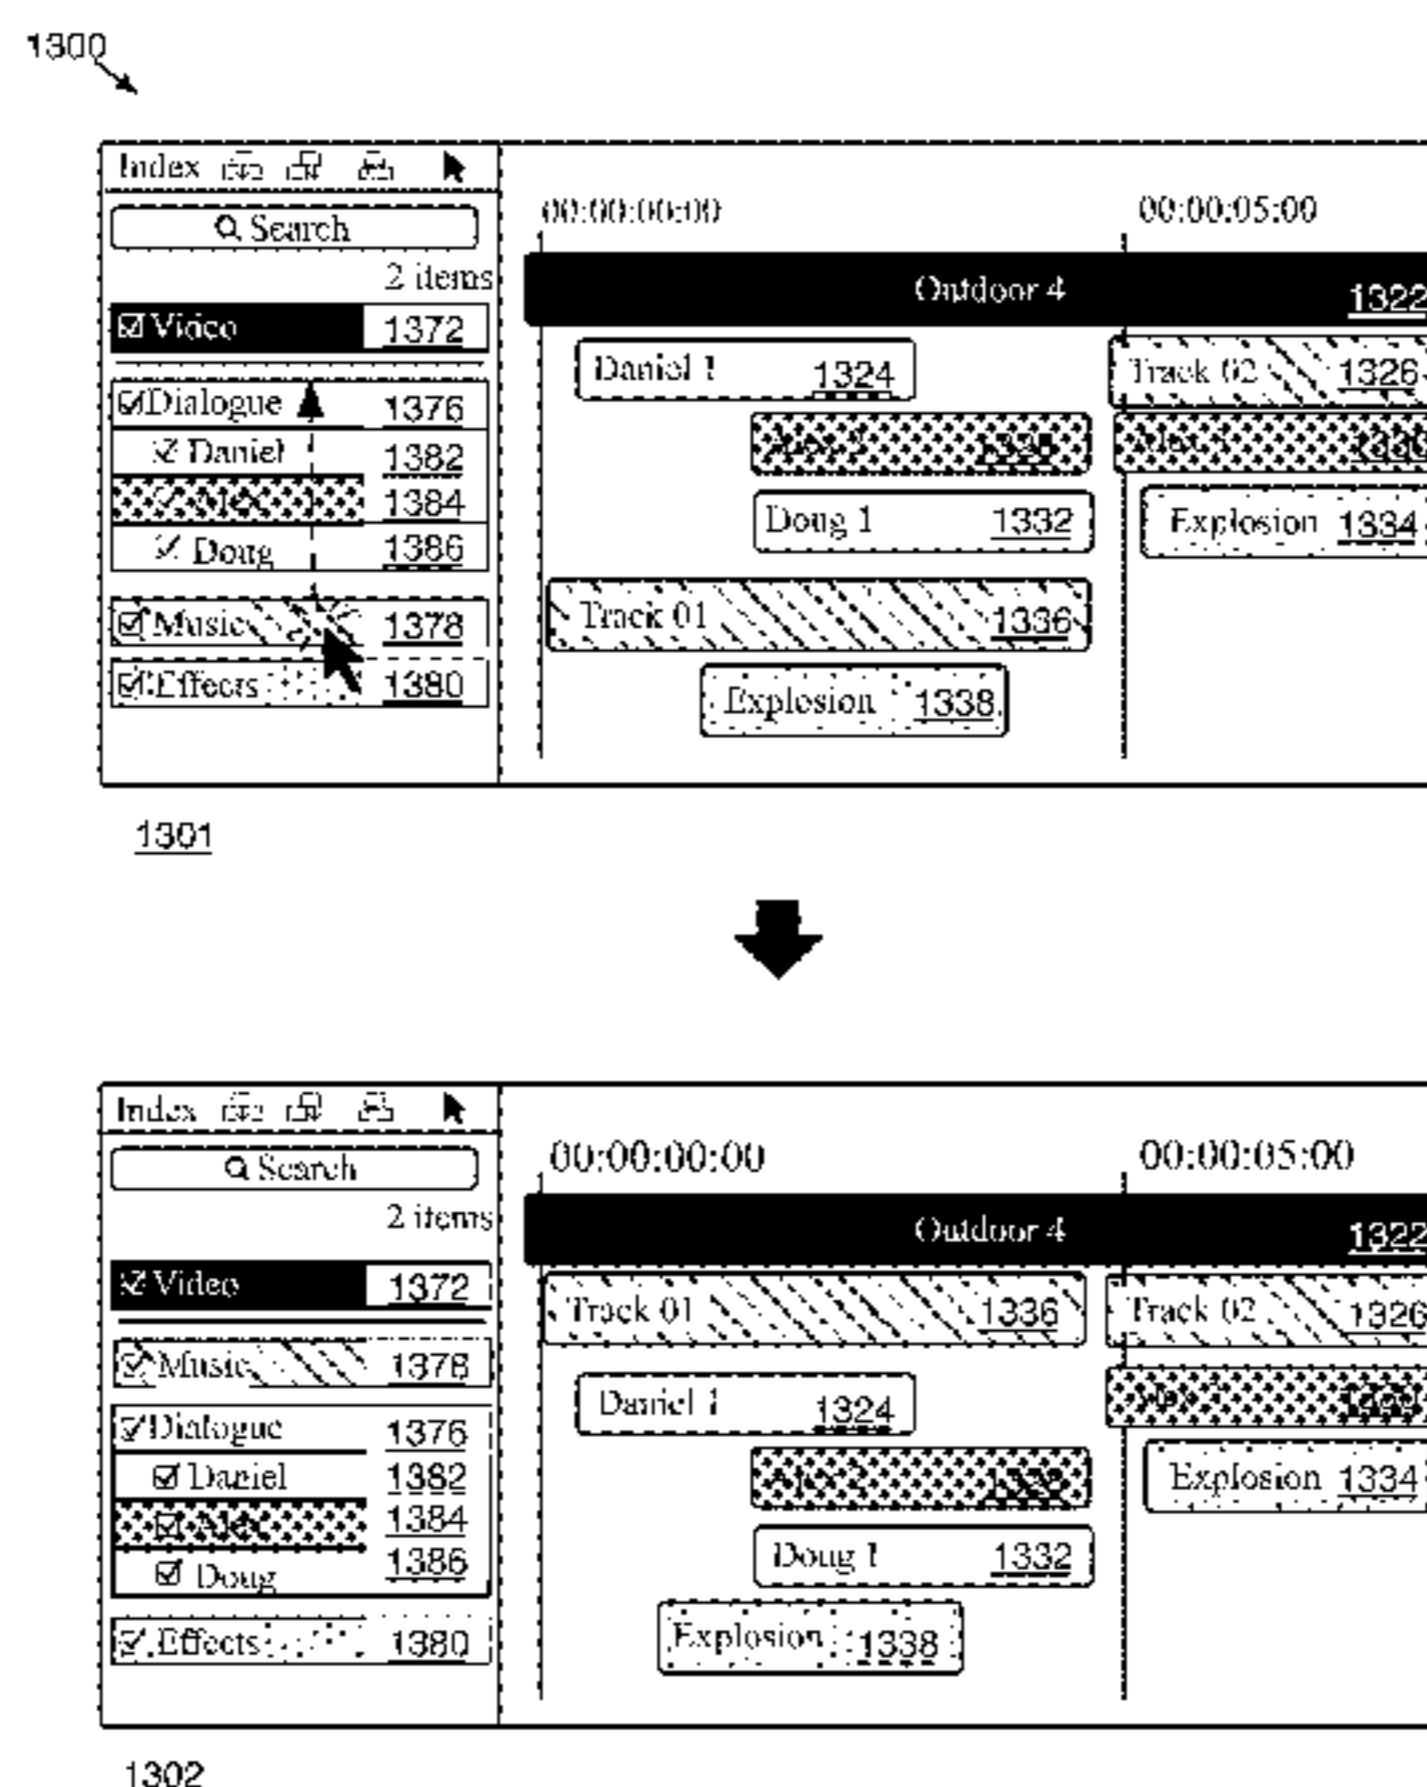 1300
Index
Search
00:00:00:00 00:00:05:00
2 items
Outdoor 4 1322
Video 1372
Daniel 1 1324 Track 02 1326
Dialogue 1376
Daniel 1382
Alex 1384
Doug 1 1332 Explosion 1334
Doug 1386
Music 1378
Track 01 1336
Effects 1380
Explosion 1338
1301
Index
Search
00:00:00:00 00:00:05:00
2 items
Outdoor 4 1322
Video 1372
Track 01 1336 Track 02 1326
Music 1378
Daniel 1 1324
Dialogue 1376
Daniel 1382
Explosion 1334
Alex 1384
Doug 1 1332
Doug 1386
Effects 1380
Explosion 1338
1302